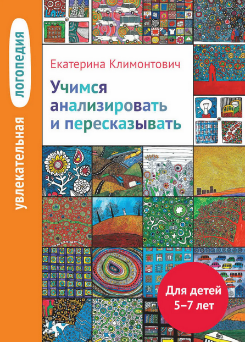 увлекательная
логопедия
Екатерина Климонтович
Учимся
анализировать
и пересказывать
Для детей
5–7 лет